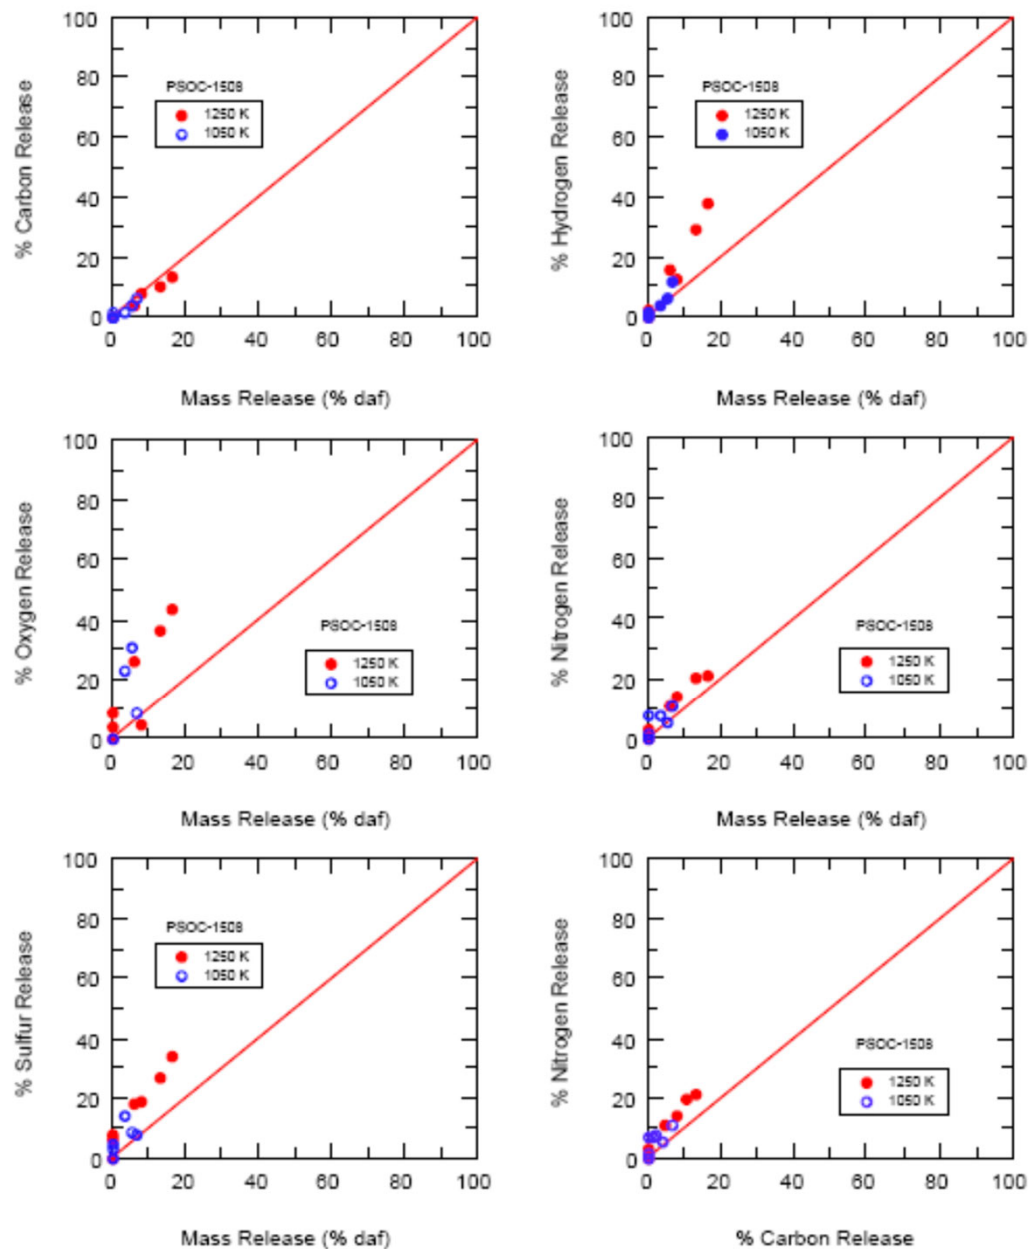 % Carbon Release
100
80
60
40
20
0
PSOC-1508
1250 K
1050 K
0 20 40 60 80 100
Mass Release (% daf)
% Hydrogen Release
100
80
60
40
20
0
PSOC-1508
1250 K
1050 K
0 20 40 60 80 100
Mass Release (% daf)
% Oxygen Release
100
80
60
40
20
0
PSOC-1508
1250 K
1050 K
0 20 40 60 80 100
Mass Release (% daf)
% Nitrogen Release
100
80
60
40
20
0
PSOC-1508
1250 K
1050 K
0 20 40 60 80 100
Mass Release (% daf)
% Sulfur Release
100
80
60
40
20
0
PSOC-1508
1250 K
1050 K
0 20 40 60 80 100
Mass Release (% daf)
% Nitrogen Release
100
80
60
40
20
0
PSOC-1508
1250 K
1050 K
0 20 40 60 80 100
% Carbon Release